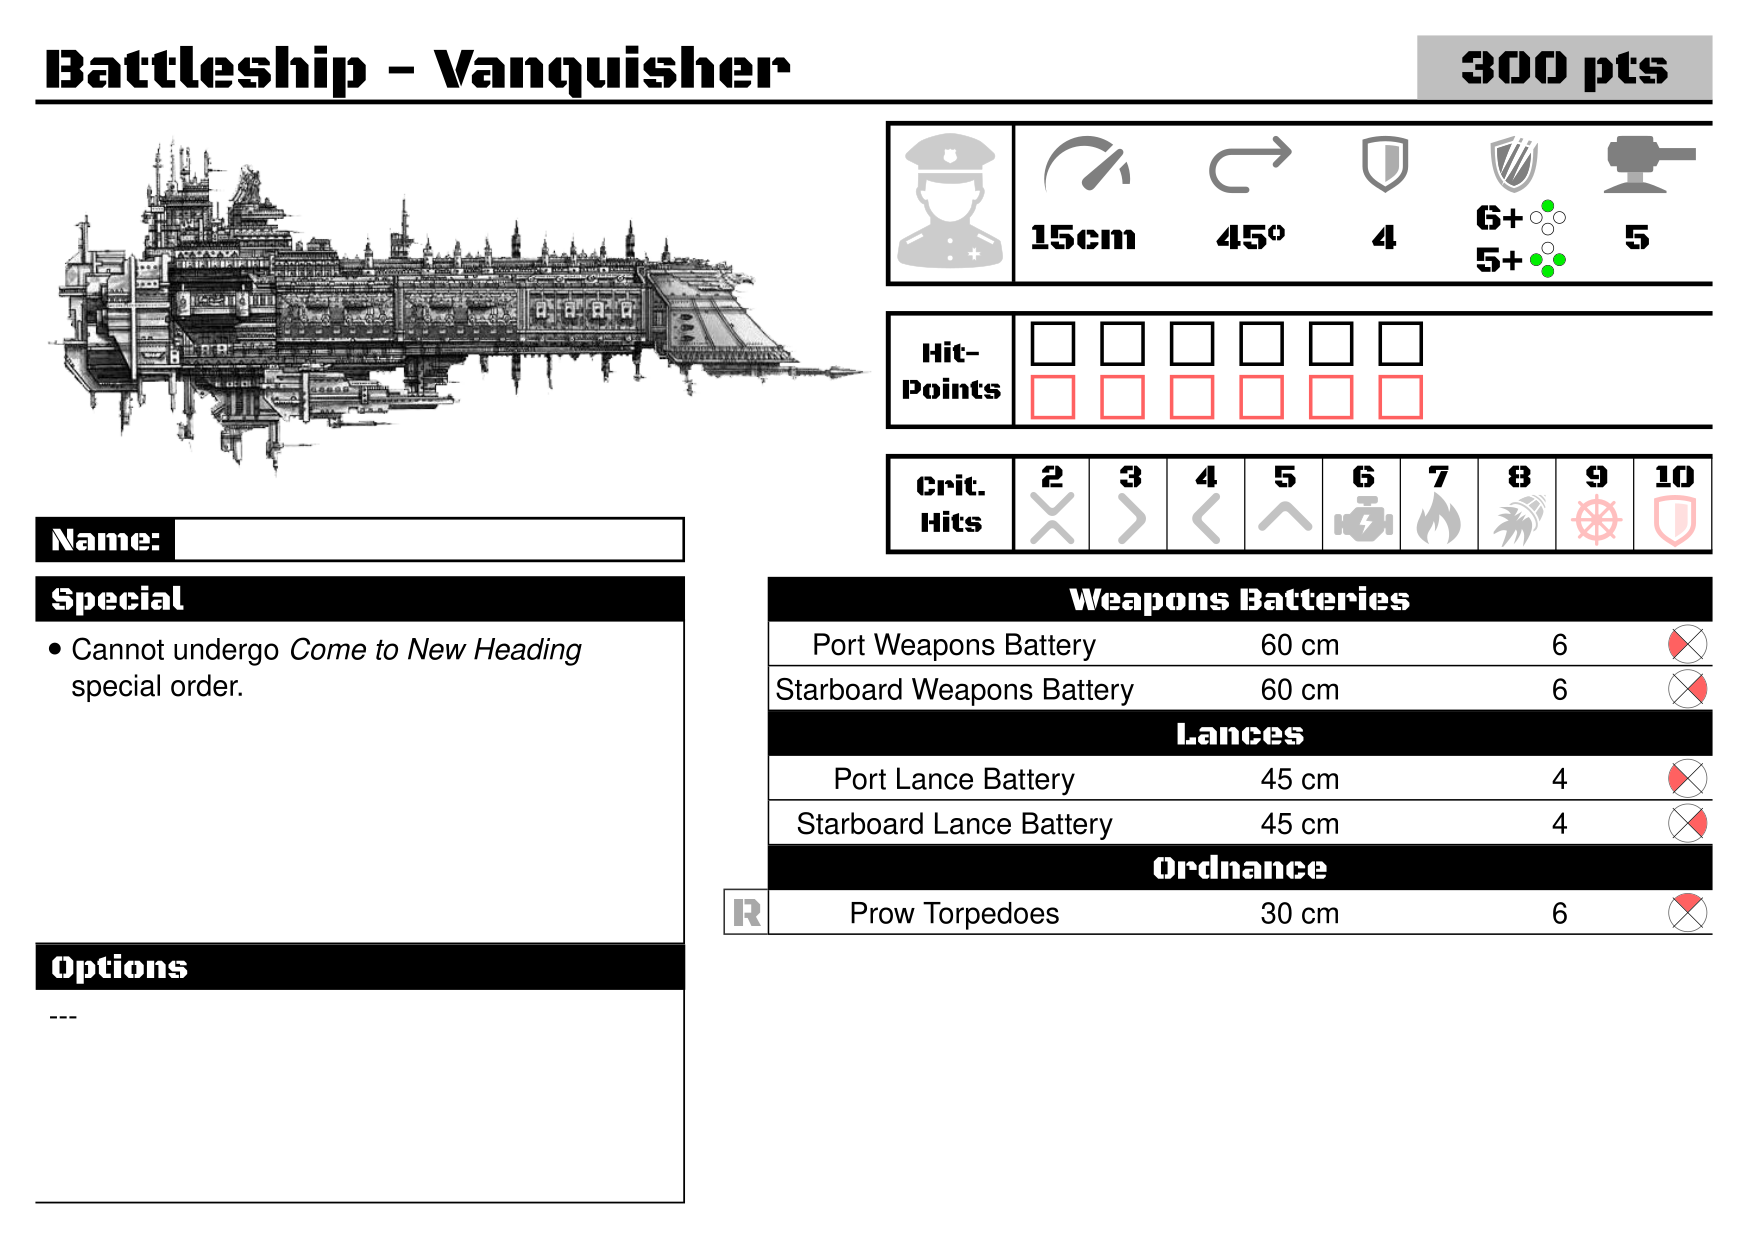 Battleship – Vanquisher
300 pts
15cm 45º 4 6+ 5+ 5
Hit-
Points
Crit.
Hits
2 3 4 5 6 7 8 9 10
Name:
Special
• Cannot undergo Come to New Heading
special order.
Options
---
Weapons Batteries
Port Weapons Battery 60 cm 6
Starboard Weapons Battery 60 cm 6
Lances
Port Lance Battery 45 cm 4
Starboard Lance Battery 45 cm 4
Ordnance
R Prow Torpedoes 30 cm 6